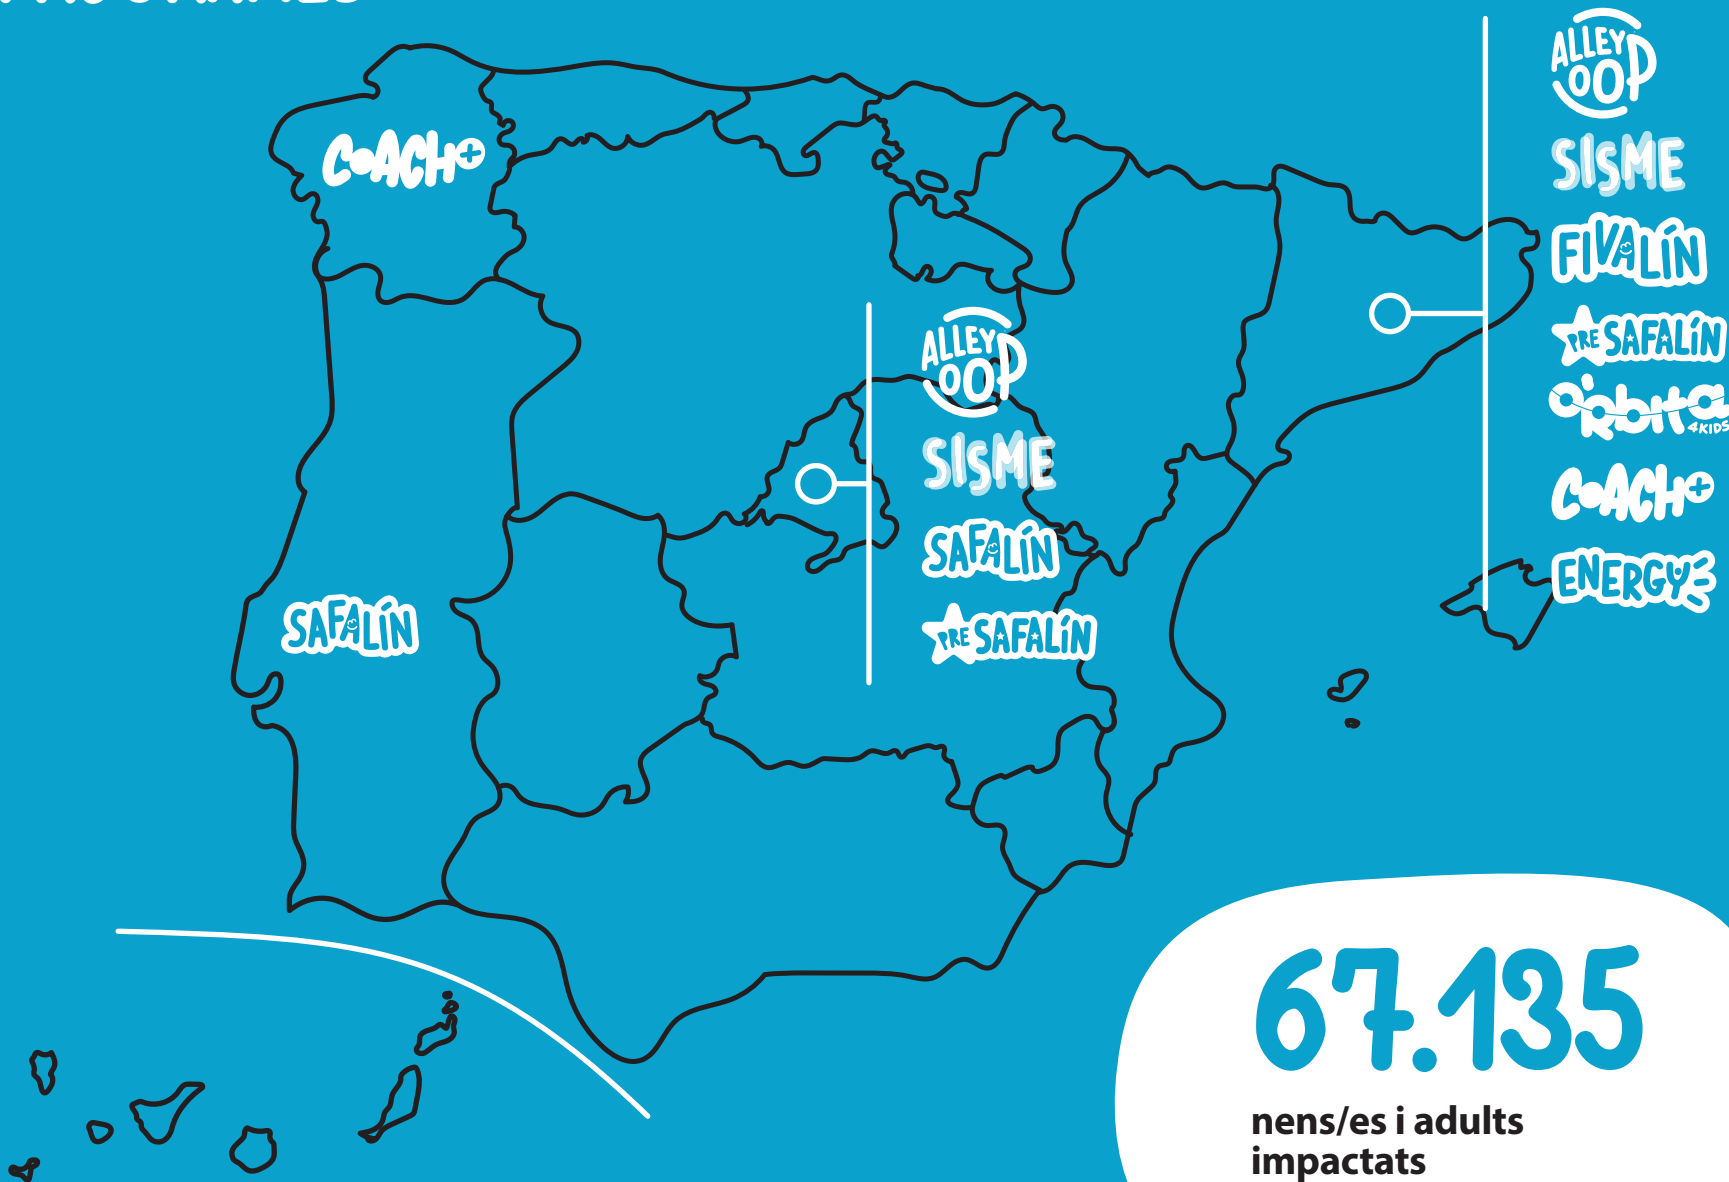 COACH+
SAFALÍN
ALLEY
OOP
SISME
SAFALÍN
PRE SAFALÍN
ALLEY
OOP
SISME
FIVALÍN
PRE SAFALÍN
òrbita
4KIDS
COACH+
ENERGY
67.135
nens/es i adults
impactats